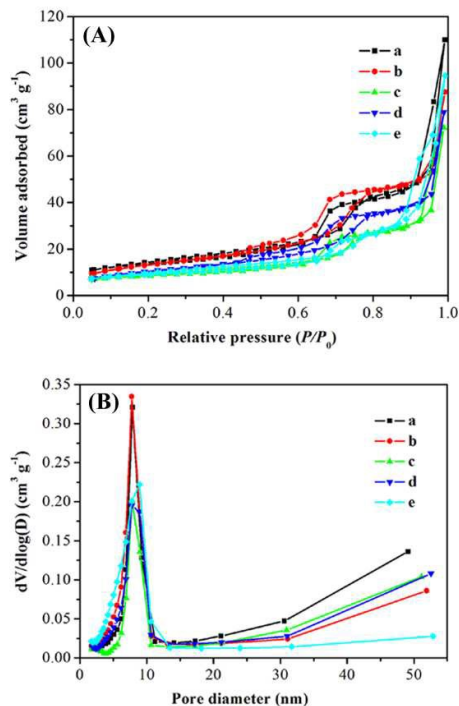 (A)
120
100
80
60
40
20
0
0.0 0.2 0.4 0.6 0.8 1.0
Volume adsorbed (cm³ g⁻¹)
Relative pressure (P/P₀)
a
b
c
d
e
(B)
0.35
0.30
0.25
0.20
0.15
0.10
0.05
0.00
0 10 20 30 40 50
dV/dlog(D) (cm³ g⁻¹)
Pore diameter (nm)
a
b
c
d
e